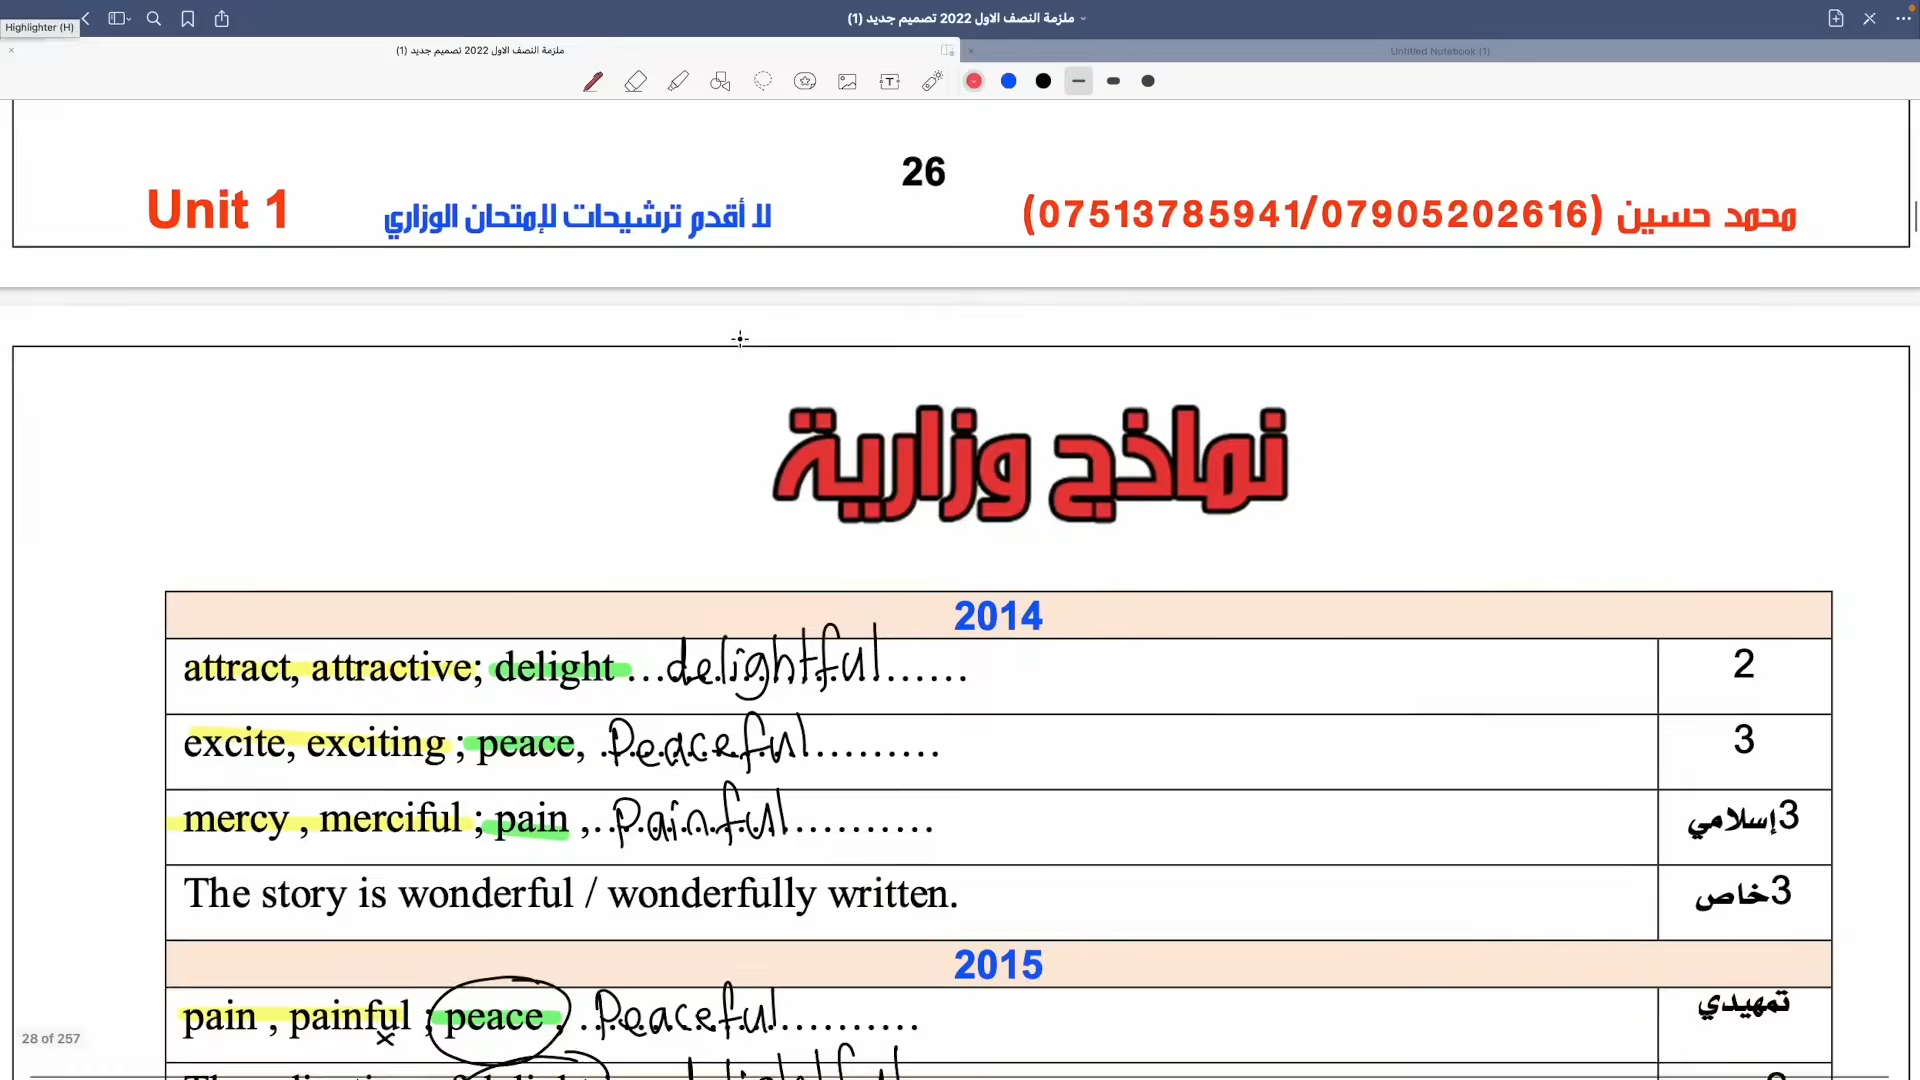 Highlighter (H)
ملزمة النصف الاول 2022 تصميم جديد (1)
ملزمة النصف الاول 2022 تصميم جديد (1)
Untitled Notebook (1)
26
Unit 1
لا أقدم ترشيحات للإمتحان الوزاري
محمد حسين (07513785941/07905202616)
نماذج وزارية
2014
attract, attractive; delight ...delightful.......
2
excite, exciting ; peace, .Peaceful.........
3
mercy , merciful ; pain ,..Painful..........
3إسلامي
The story is wonderful / wonderfully written.
3خاص
2015
pain , painful ; peace , ..Peaceful..........
x
تمهيدي
28 of 257